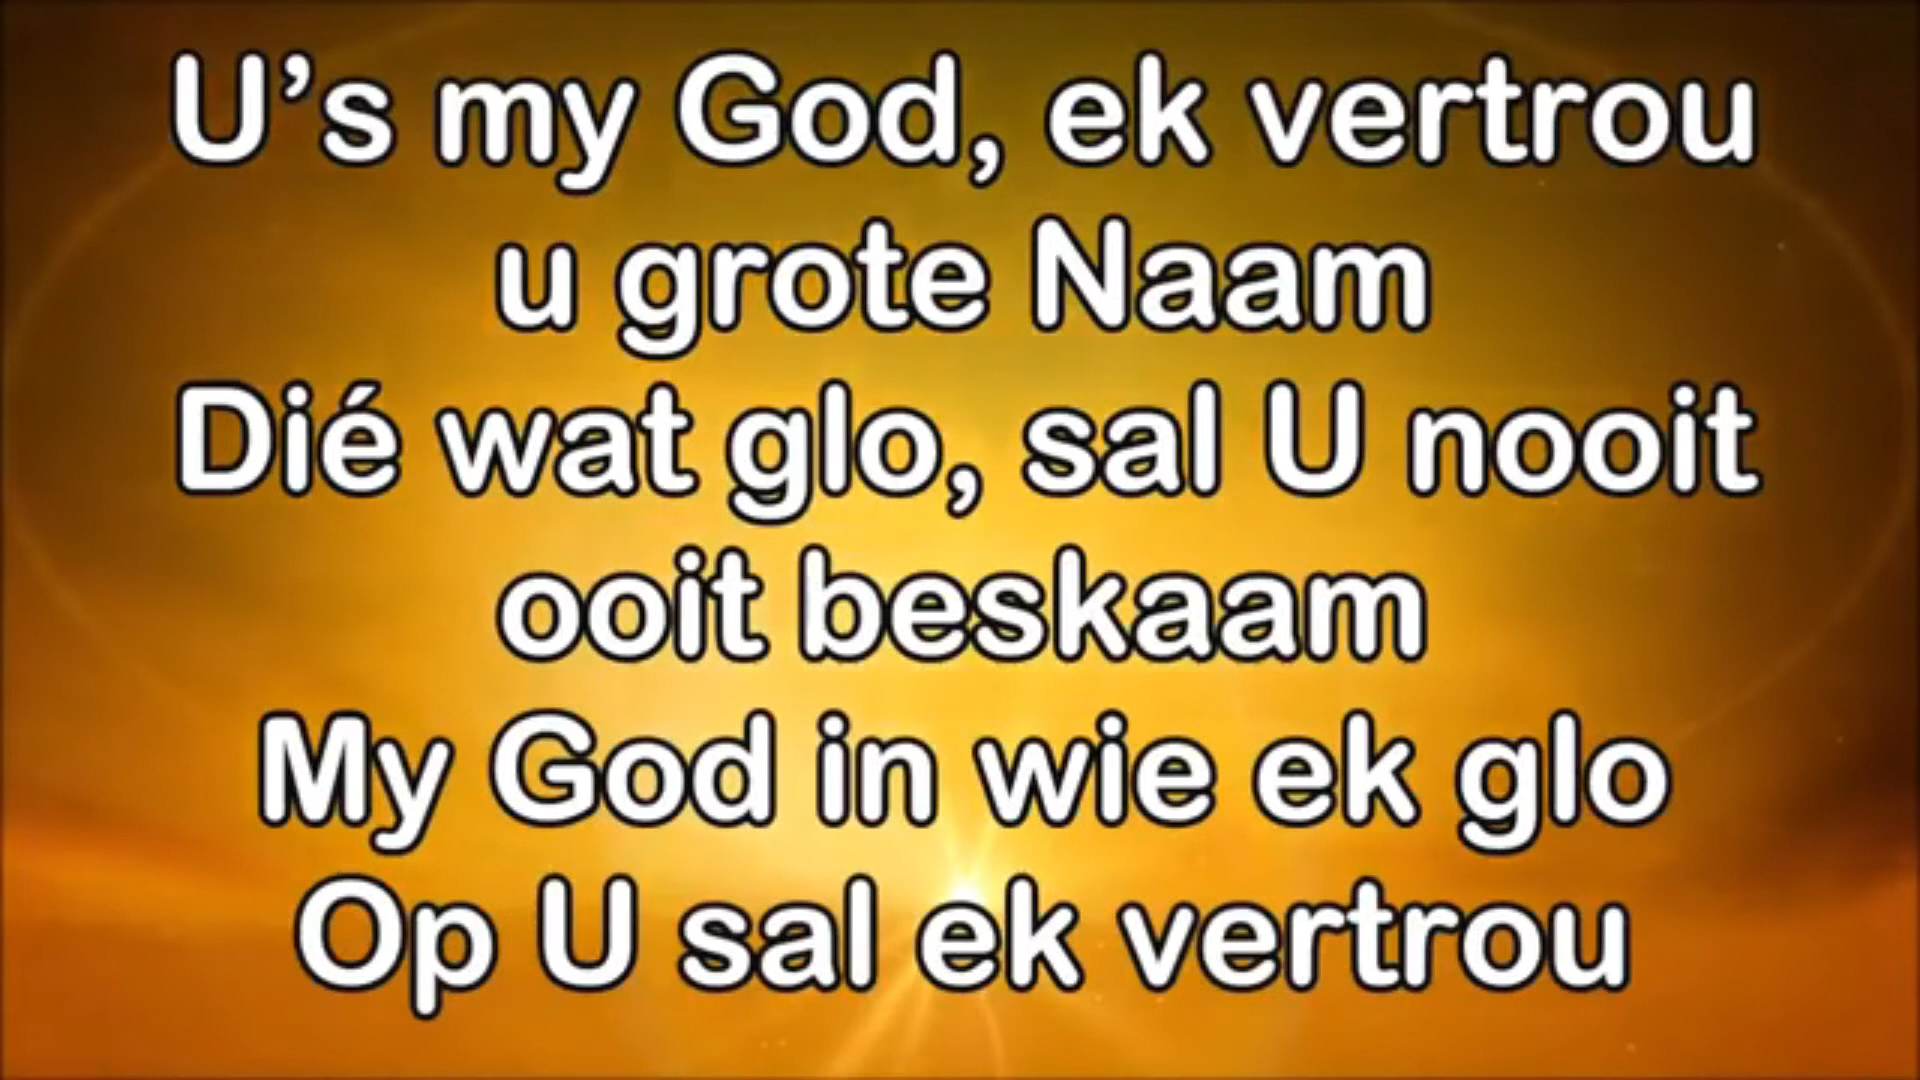 U’s my God, ek vertrou
u grote Naam
Dié wat glo, sal U nooit
ooit beskaam
My God in wie ek glo
Op U sal ek vertrou